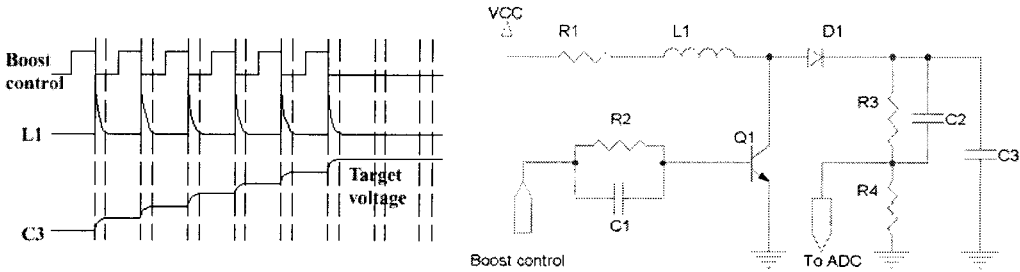 Boost
control
L1
Target
voltage
C3
VCC
R1
L1
D1
R2
C1
Q1
R3
C2
C3
R4
Boost control
To ADC